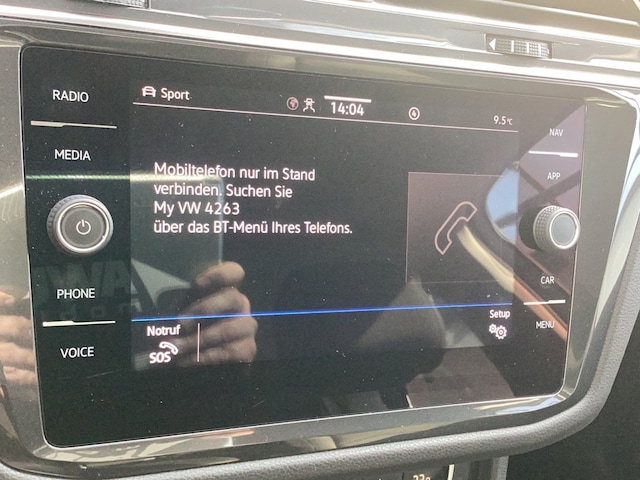 RADIO
MEDIA
PHONE
VOICE
Sport
14:04
4
9.5°C
Mobiltelefon nur im Stand
verbinden. Suchen Sie
My VW 4263
über das BT-Menü Ihres Telefons.
Notruf
SOS
Setup
NAV
APP
CAR
MENU